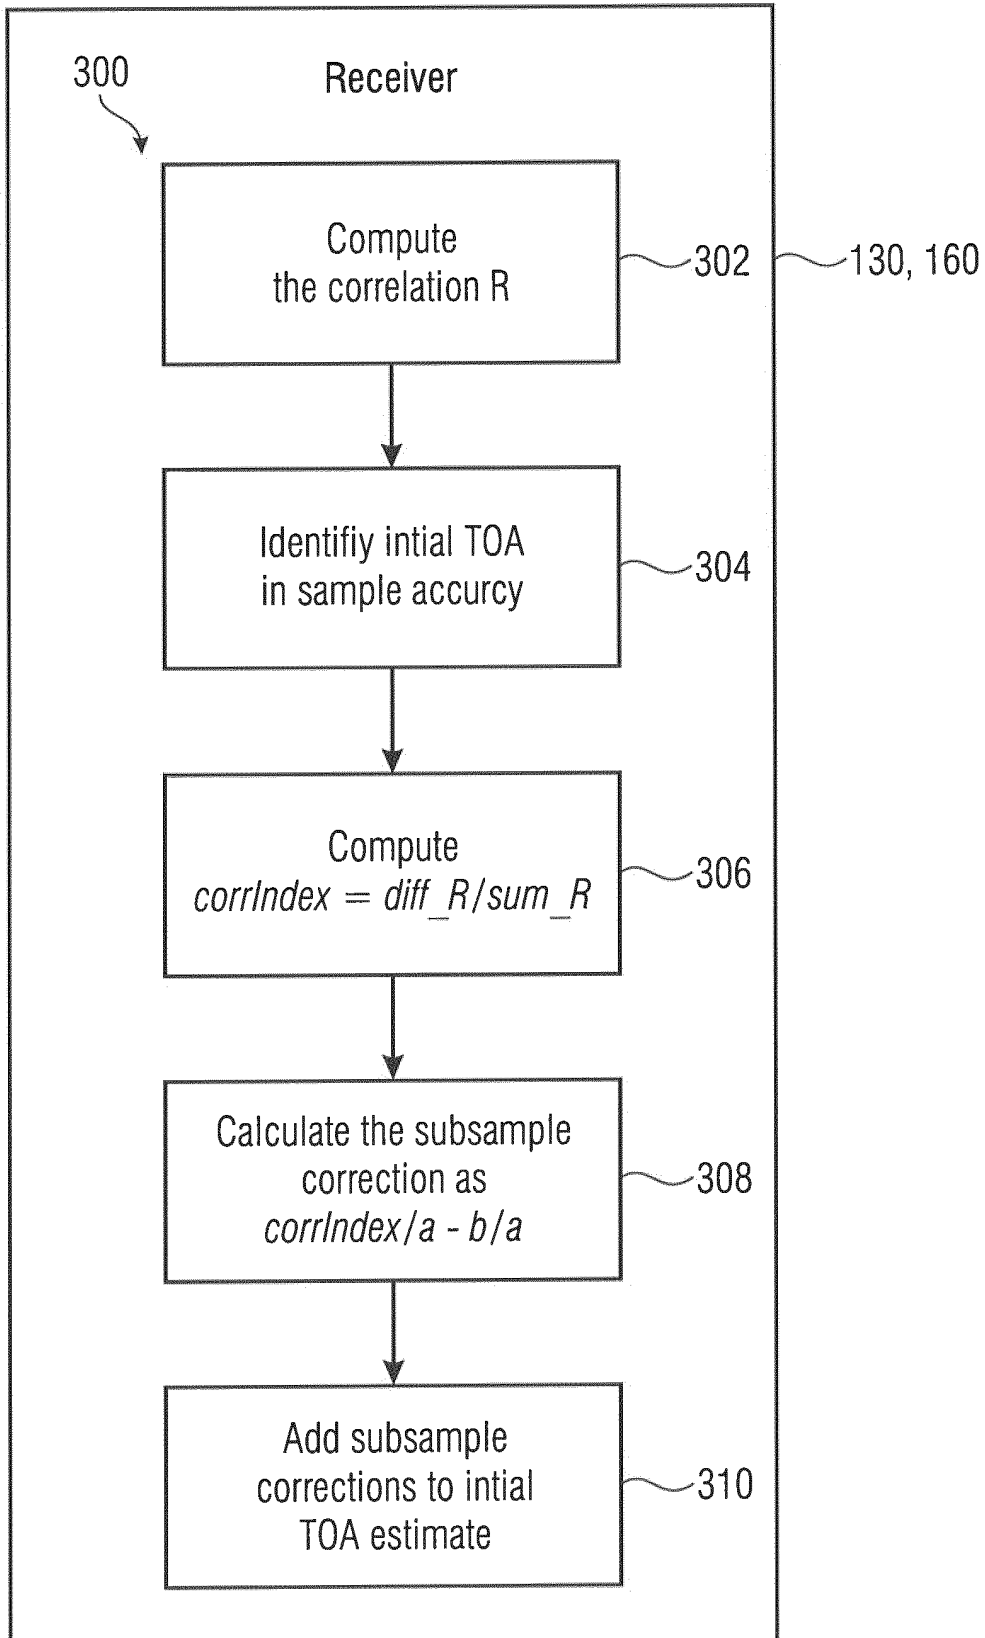 300
Receiver
Compute
the correlation R
302
130, 160
Identifiy intial TOA
in sample accurcy
304
Compute
corrIndex = diff_R/sum_R
306
Calculate the subsample
correction as
corrIndex/a - b/a
308
Add subsample
corrections to intial
TOA estimate
310